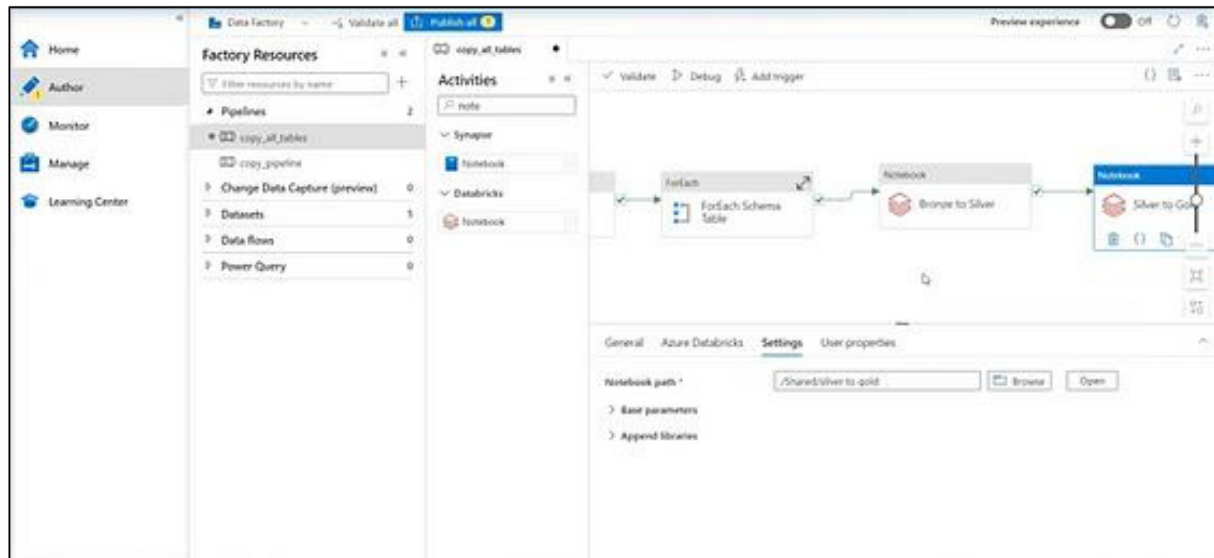 Data Factory
Validate all
Publish all 1
Preview experience
Off
Home
Author
Monitor
Manage
Learning Center
Factory Resources
Filter resources by name
Pipelines 2
copy_all_tables
copy_pipeline
Change Data Capture (preview) 0
Datasets 5
Data flows 0
Power Query 0
copy_all_tables
Activities
note
Synapse
Notebook
Databricks
Notebook
Validate Debug Add trigger
ForEach
ForEach Schema
Table
Notebook
Bronze to Silver
Notebook
Silver to Go
General Azure Databricks Settings User properties
Notebook path *
/Shared/silver to gold
Browse
Open
Base parameters
Append libraries